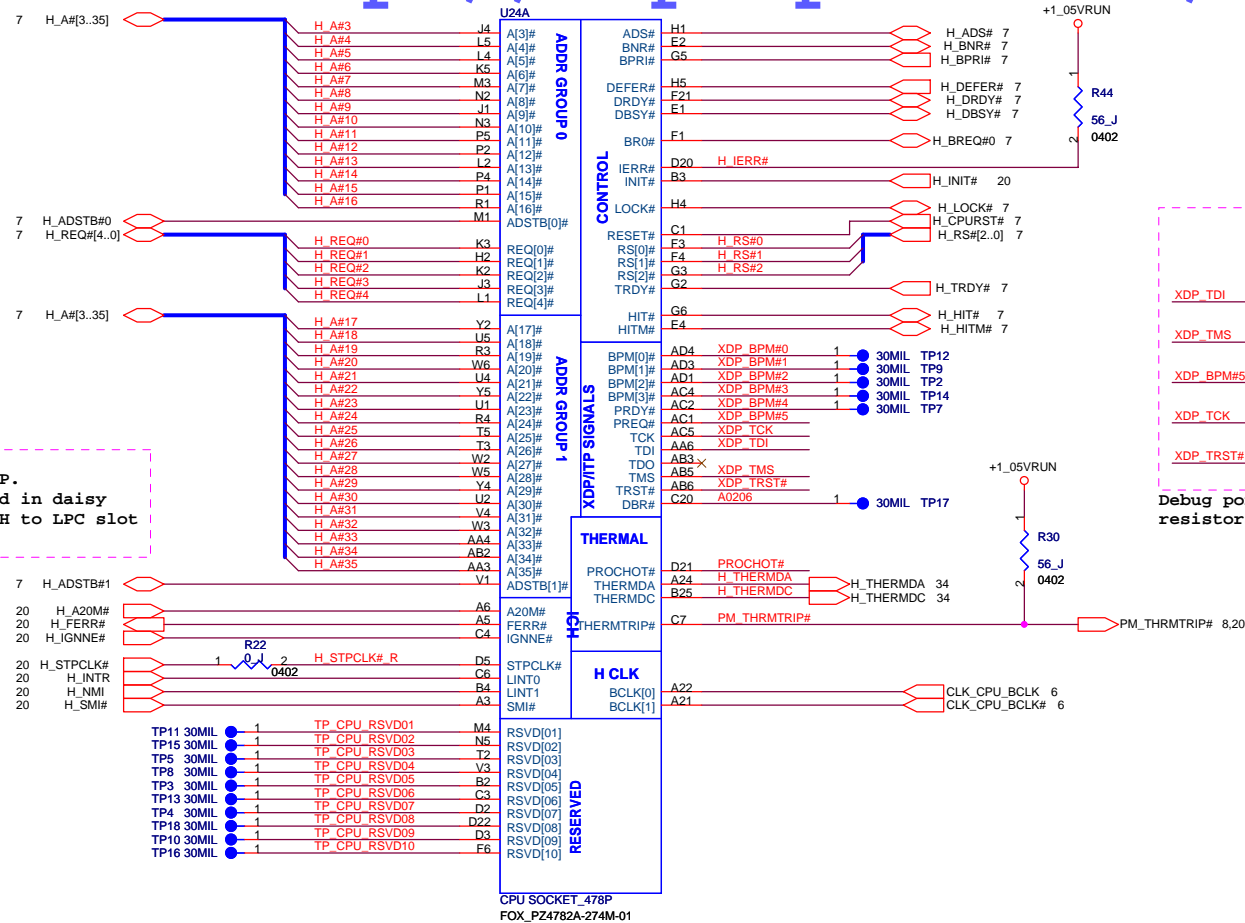 U24A
+1_05VRUN
7 H_A#[3..35]
H_A#3 J4 A[3]#
H_A#4 L5 A[4]#
H_A#5 L4 A[5]#
H_A#6 K5 A[6]#
H_A#7 M3 A[7]#
H_A#8 N2 A[8]#
H_A#9 J1 A[9]#
H_A#10 N3 A[10]#
H_A#11 P5 A[11]#
H_A#12 P2 A[12]#
H_A#13 L2 A[13]#
H_A#14 P4 A[14]#
H_A#15 P1 A[15]#
H_A#16 R1 A[16]#
7 H_ADSTB#0 M1 ADSTB[0]#
7 H_REQ#[4..0]
H_REQ#0 K3 REQ[0]#
H_REQ#1 H2 REQ[1]#
H_REQ#2 K2 REQ[2]#
H_REQ#3 J3 REQ[3]#
H_REQ#4 L1 REQ[4]#
ADDR GROUP 0
7 H_A#[3..35]
H_A#17 Y2 A[17]#
H_A#18 U5 A[18]#
H_A#19 R3 A[19]#
H_A#20 W6 A[20]#
H_A#21 U4 A[21]#
H_A#22 Y5 A[22]#
H_A#23 U1 A[23]#
H_A#24 R4 A[24]#
H_A#25 T5 A[25]#
H_A#26 T3 A[26]#
H_A#27 W2 A[27]#
H_A#28 W5 A[28]#
H_A#29 Y4 A[29]#
H_A#30 U2 A[30]#
H_A#31 V4 A[31]#
H_A#32 W3 A[32]#
H_A#33 AA4 A[33]#
H_A#34 AB2 A[34]#
H_A#35 AA3 A[35]#
7 H_ADSTB#1 V1 ADSTB[1]#
ADDR GROUP 1
P.
d in daisy
H to LPC slot
20 H_A20M# A6 A20M#
20 H_FERR# A5 FERR#
20 H_IGNNE# C4 IGNNE#
R22
20 H_STPCLK# 1 0_J 2 H_STPCLK#_R D5 STPCLK#
0402
20 H_INTR C6 LINT0
20 H_NMI B4 LINT1
20 H_SMI# A3 SMI#
ICH
TP11 30MIL 1 TP_CPU_RSVD01 M4 RSVD[01]
TP15 30MIL 1 TP_CPU_RSVD02 N5 RSVD[02]
TP5 30MIL 1 TP_CPU_RSVD03 T2 RSVD[03]
TP8 30MIL 1 TP_CPU_RSVD04 V3 RSVD[04]
TP3 30MIL 1 TP_CPU_RSVD05 B2 RSVD[05]
TP13 30MIL 1 TP_CPU_RSVD06 C3 RSVD[06]
TP4 30MIL 1 TP_CPU_RSVD07 D2 RSVD[07]
TP18 30MIL 1 TP_CPU_RSVD08 D22 RSVD[08]
TP10 30MIL 1 TP_CPU_RSVD09 D3 RSVD[09]
TP16 30MIL 1 TP_CPU_RSVD10 F6 RSVD[10]
RESERVED
CONTROL
ADS# H1 H_ADS# 7
BNR# E2 H_BNR# 7
BPRI# G5 H_BPRI# 7
DEFER# H5 H_DEFER# 7
DRDY# F21 H_DRDY# 7
DBSY# E1 H_DBSY# 7
BR0# F1 H_BREQ#0 7
IERR# D20 H_IERR#
INIT# B3 H_INIT# 20
LOCK# H4 H_LOCK# 7
RESET# C1 H_CPURST# 7
RS[0]# F3 H_RS#0 H_RS#[2..0] 7
RS[1]# F4 H_RS#1
RS[2]# G3 H_RS#2
TRDY# G2 H_TRDY# 7
HIT# G6 H_HIT# 7
HITM# E4 H_HITM# 7
1
R44
56_J
2 0402
XDP/ITP SIGNALS
BPM[0]# AD4 XDP_BPM#0 1 30MIL TP12
BPM[1]# AD3 XDP_BPM#1 1 30MIL TP9
BPM[2]# AD1 XDP_BPM#2 1 30MIL TP2
BPM[3]# AC4 XDP_BPM#3 1 30MIL TP14
PRDY# AC2 XDP_BPM#4 1 30MIL TP7
PREQ# AC1 XDP_BPM#5
TCK AC5 XDP_TCK
TDI AA6 XDP_TDI
TDO AB3
TMS AB5 XDP_TMS
TRST# AB6 XDP_TRST#
DBR# C20 A0206 1 30MIL TP17
THERMAL
PROCHOT# D21 PROCHOT#
THERMDA A24 H_THERMDA H_THERMDA 34
THERMDC B25 H_THERMDC H_THERMDC 34
THERMTRIP# C7 PM_THRMTRIP# PM_THRMTRIP# 8,20
+1_05VRUN
1
R30
56_J
2 0402
H CLK
BCLK[0] A22 CLK_CPU_BCLK 6
BCLK[1] A21 CLK_CPU_BCLK# 6
XDP_TDI
XDP_TMS
XDP_BPM#5
XDP_TCK
XDP_TRST#
Debug po
resistor
CPU SOCKET_478P
FOX_PZ4782A-274M-01